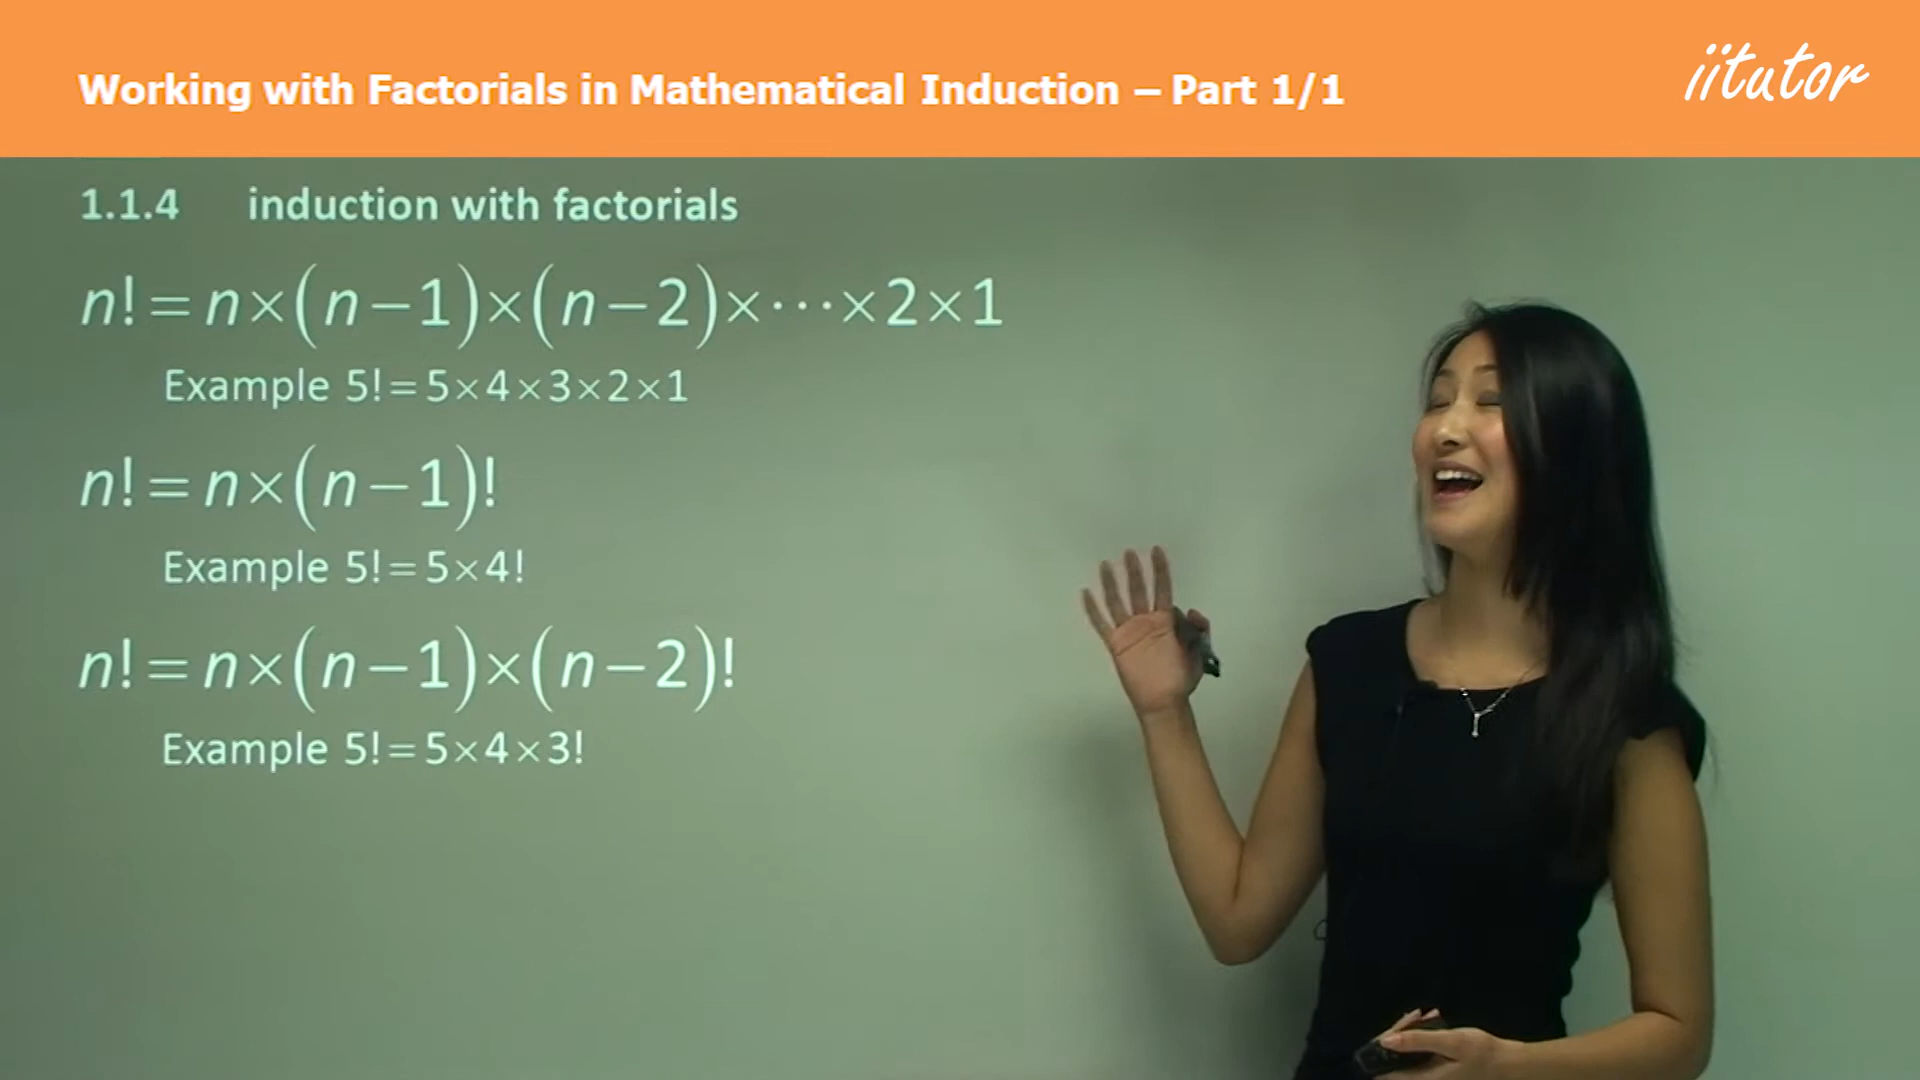 Working with Factorials in Mathematical Induction – Part 1/1
iitutor
1.1.4 induction with factorials
n! = n×(n−1)×(n−2)×⋯×2×1
Example 5! = 5×4×3×2×1
n! = n×(n−1)!
Example 5! = 5×4!
n! = n×(n−1)×(n−2)!
Example 5! = 5×4×3!